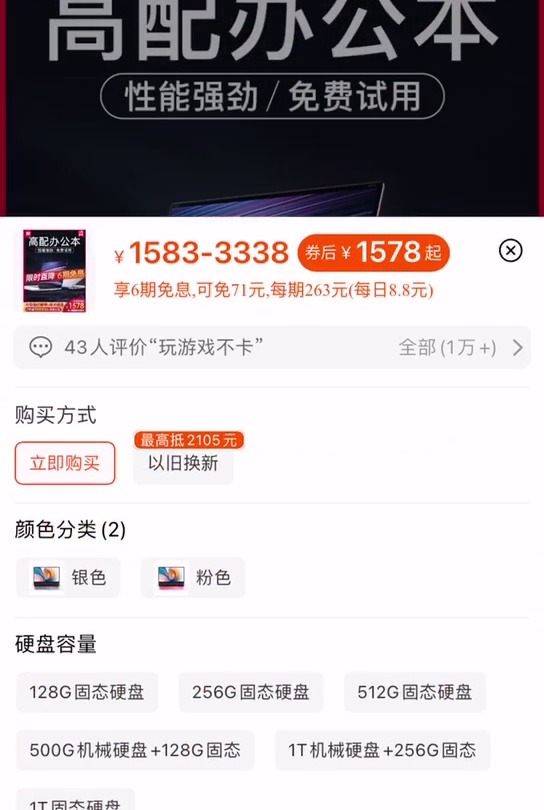 高配办公本
性能强劲/免费试用
高配办公本
限时直降 6期免息
¥1583-3338 券后¥1578起
享6期免息,可免71元,每期263元(每日8.8元)
43人评价“玩游戏不卡” 全部(1万+)
购买方式
最高抵2105元
立即购买 以旧换新
颜色分类(2)
银色 粉色
硬盘容量
128G固态硬盘 256G固态硬盘 512G固态硬盘
500G机械硬盘+128G固态 1T机械硬盘+256G固态
1T固态硬盘